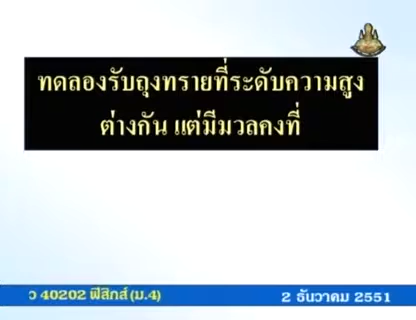 ทดลองรับถุงทรายที่ระดับความสูง
ต่างกัน แต่มีมวลคงที่
ว 40202 ฟิสิกส์ (ม.4)
2 ธันวาคม 2551